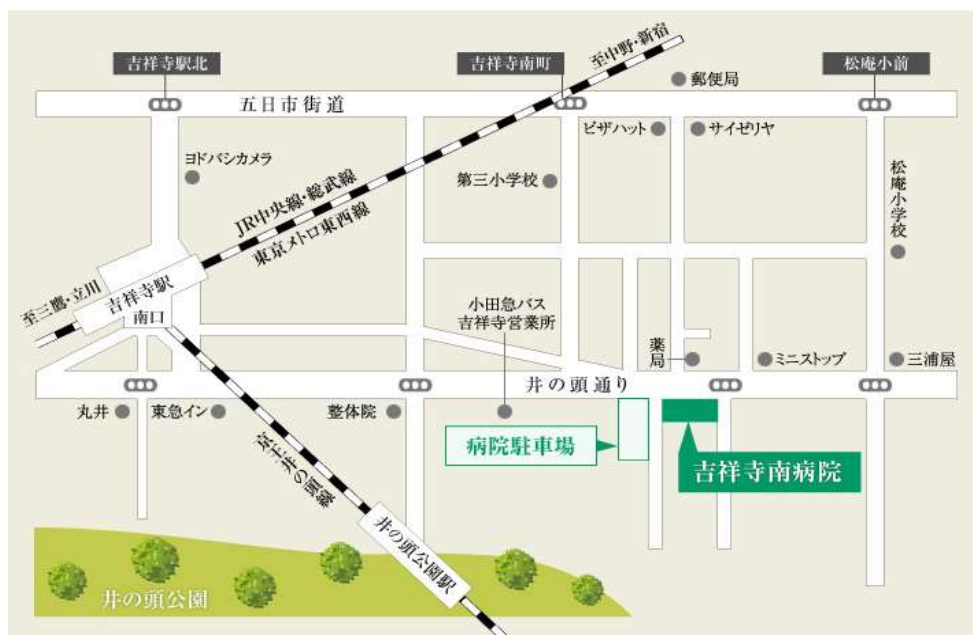 吉祥寺駅北
吉祥寺南町
至中野・新宿
松庵小前
郵便局
五日市街道
ピザハット
サイゼリヤ
ヨドバシカメラ
JR中央線・総武線
東京メトロ東西線
第三小学校
松庵小学校
至三鷹・立川
吉祥寺駅
南口
小田急バス
吉祥寺営業所
薬局
ミニストップ
三浦屋
井の頭通り
丸井
東急イン
整体院
病院駐車場
吉祥寺南病院
京王井の頭線
井の頭公園駅
井の頭公園